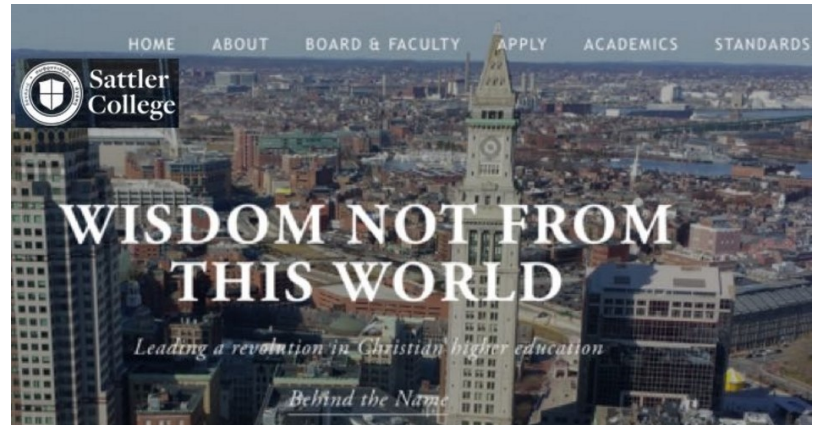 HOME ABOUT BOARD & FACULTY APPLY ACADEMICS STANDARDS
Sattler
College
WISDOM NOT FROM
THIS WORLD
Leading a revolution in Christian higher education
Behind the Name